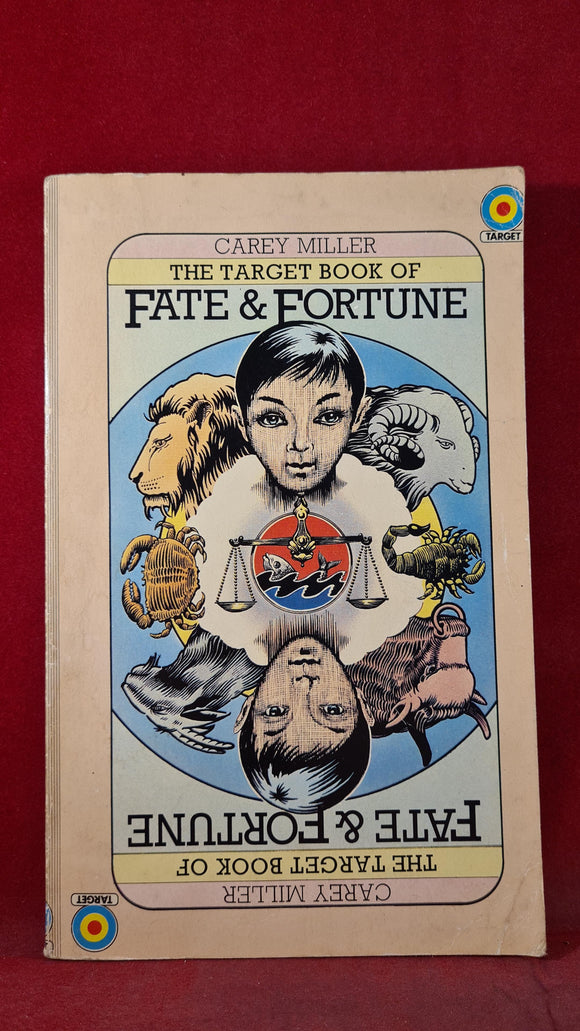 TARGET
CAREY MILLER
THE TARGET BOOK OF
FATE & FORTUNE
FATE & FORTUNE
THE TARGET BOOK OF
CAREY MILLER
TARGET